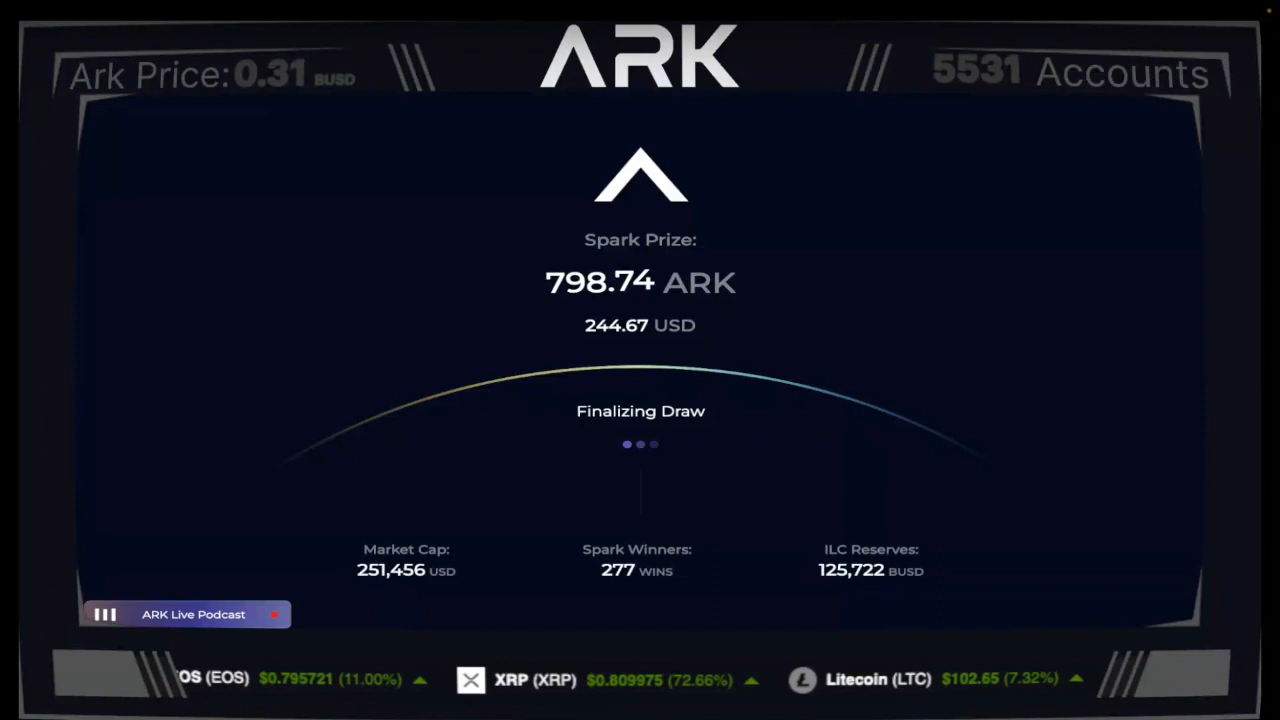 ARK
Ark Price: 0.31 BUSD
5531 Accounts
Spark Prize:
798.74 ARK
244.67 USD
Finalizing Draw
Market Cap:
251,456 USD
Spark Winners:
277 WINS
ILC Reserves:
125,722 BUSD
ARK Live Podcast
OS (EOS) $0.795721 (11.00%)
XRP (XRP) $0.809975 (72.66%)
Litecoin (LTC) $102.65 (7.32%)